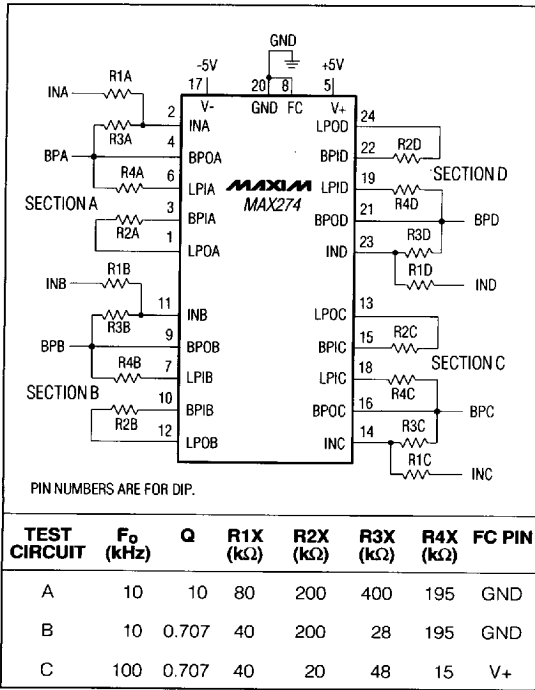 GND
-5V
+5V
17
20
8
5
V-
GND FC
V+
INA
R1A
2
INA
R3A
BPA
4
BPOA
R4A
6
LPIA
SECTION A
3
BPIA
R2A
1
LPOA
LPOD
24
R2D
BPID
22
MAXIM
MAX274
LPID
19
SECTION D
R4D
BPOD
21
BPD
IND
23
R3D
R1D
IND
INB
R1B
11
INB
R3B
BPB
9
BPOB
R4B
7
LPIB
SECTION B
10
BPIB
R2B
12
LPOB
LPOC
13
R2C
BPIC
15
SECTION C
LPIC
18
R4C
BPOC
16
BPC
INC
14
R3C
R1C
INC
PIN NUMBERS ARE FOR DIP.
TEST CIRCUIT Fo (kHz) Q R1X (kΩ) R2X (kΩ) R3X (kΩ) R4X (kΩ) FC PIN
A 10 10 80 200 400 195 GND
B 10 0.707 40 200 28 195 GND
C 100 0.707 40 20 48 15 V+